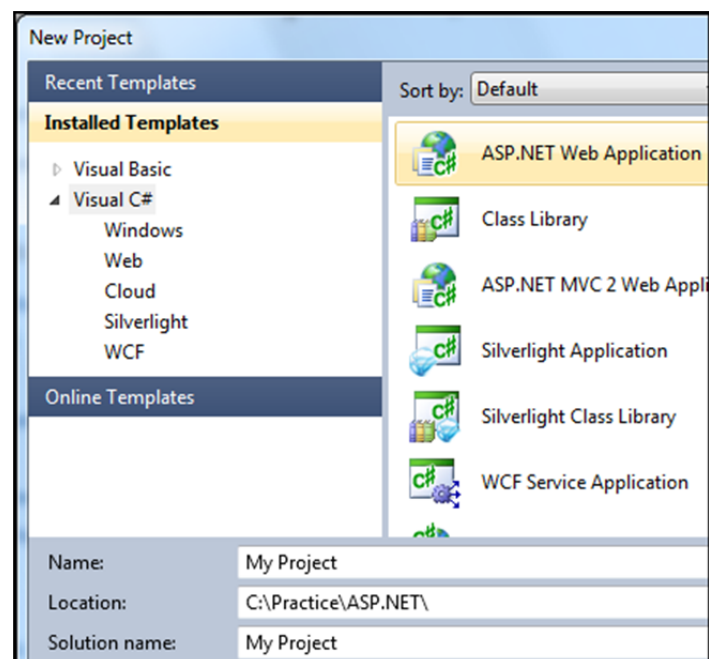 New Project
Recent Templates
Installed Templates
Visual Basic
Visual C#
Windows
Web
Cloud
Silverlight
WCF
Online Templates
Sort by: Default
ASP.NET Web Application
Class Library
ASP.NET MVC 2 Web Appli
Silverlight Application
Silverlight Class Library
WCF Service Application
Name: My Project
Location: C:\Practice\ASP.NET\
Solution name: My Project